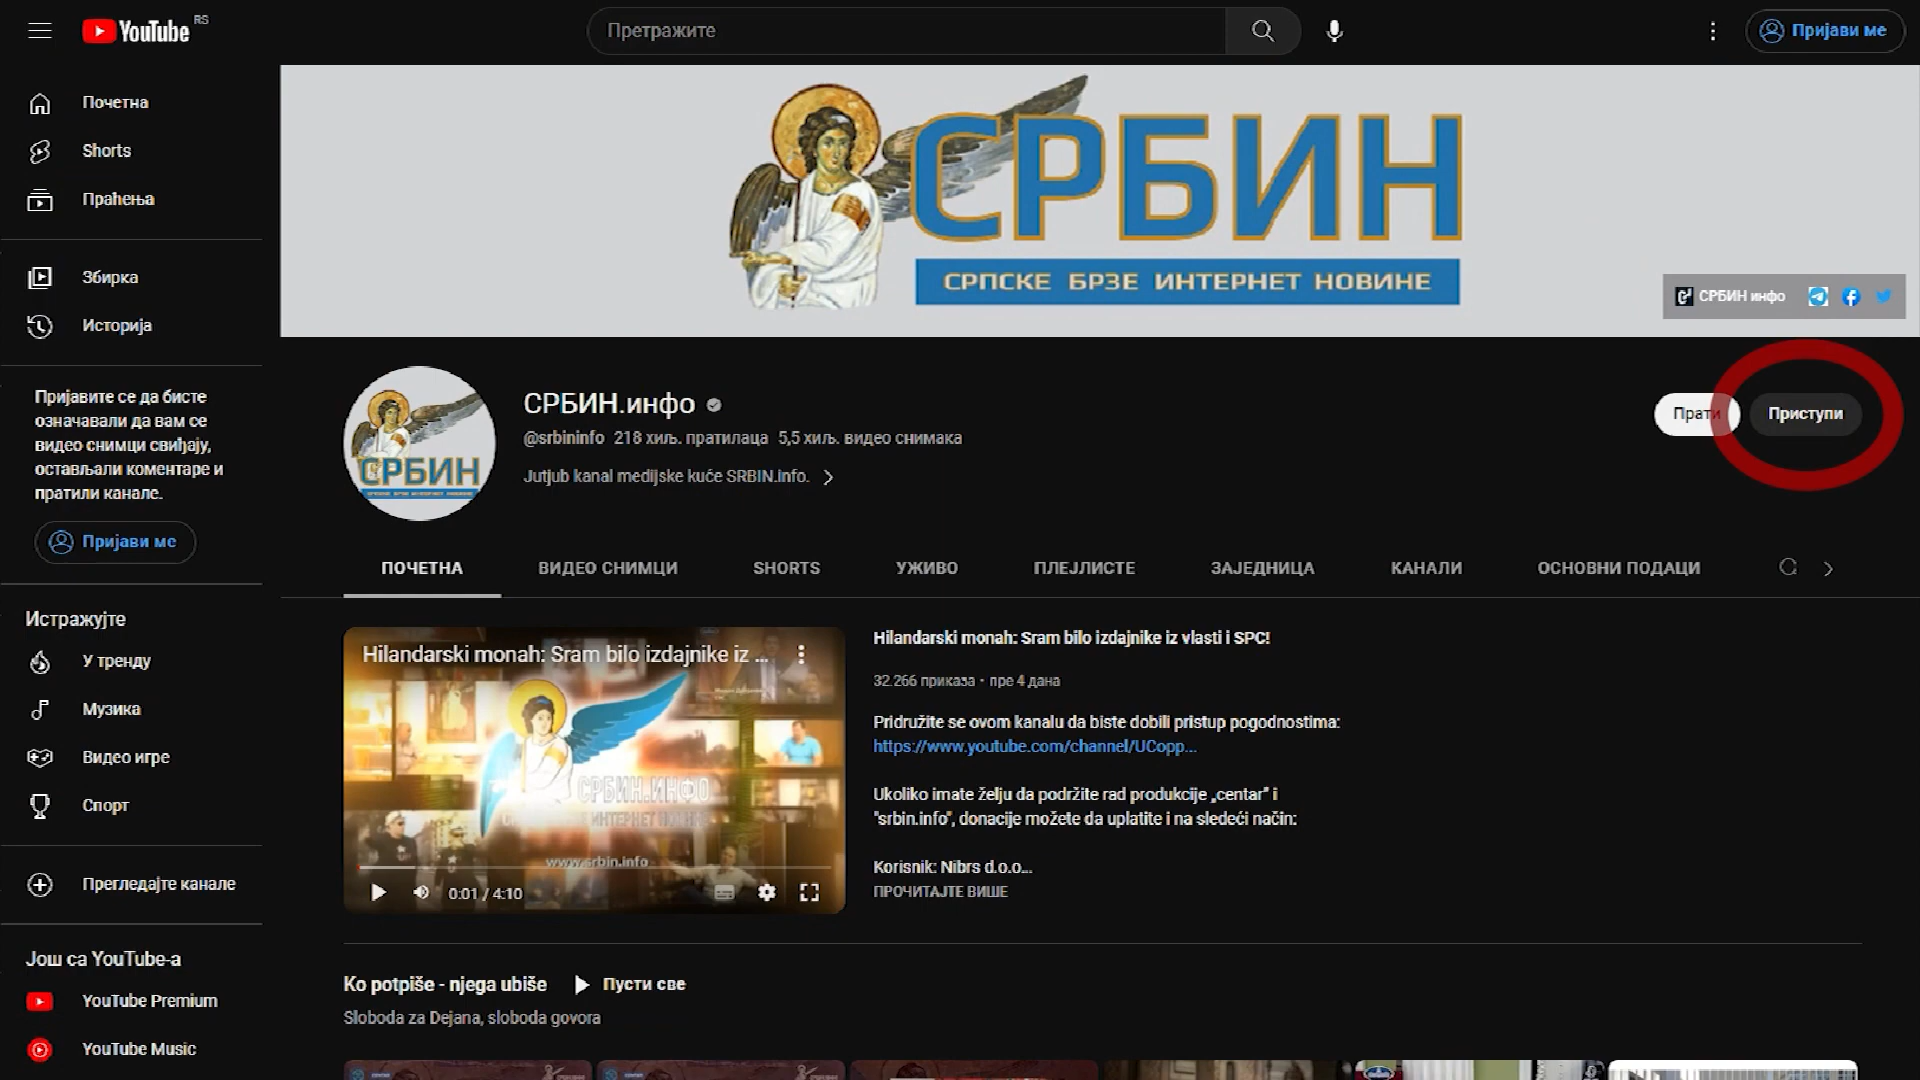 YouTube RS
Претражите
Пријави ме
Почетна
Shorts
Праћења
Збирка
Историја
Пријавите се да бисте
означавали да вам се
видео снимци свиђају,
остављали коментаре и
пратили канале.
Пријави ме
Истражујте
У тренду
Музика
Видео игре
Спорт
Прегледајте канале
Још са YouTube-а
YouTube Premium
YouTube Music
СРБИН
СРПСКЕ БРЗЕ ИНТЕРНЕТ НОВИНЕ
СРБИН инфо
СРБИН
СРПСКЕ БРЗЕ ИНТЕРНЕТ НОВИНЕ
СРБИН.инфо
@srbininfo 218 хиљ. пратилаца 5,5 хиљ. видео снимака
Jutjub kanal medijske kuće SRBIN.info.
Прати
Приступи
ПОЧЕТНА ВИДЕО СНИМЦИ SHORTS УЖИВО ПЛЕЈЛИСТЕ ЗАЈЕДНИЦА КАНАЛИ ОСНОВНИ ПОДАЦИ
Hilandarski monah: Sram bilo izdajnike iz ...
СРБИН.ИНФО
www.srbin.info
0:01 / 4:10
Hilandarski monah: Sram bilo izdajnike iz vlasti i SPC!
32.266 приказа • пре 4 дана
Pridružite se ovom kanalu da biste dobili pristup pogodnostima:
https://www.youtube.com/channel/UCopp...
Ukoliko imate želju da podržite rad produkcije „centar" i
"srbin.info", donacije možete da uplatite i na sledeći način:
Korisnik: Nibrs d.o.o...
ПРОЧИТАЈТЕ ВИШЕ
Ko potpiše - njega ubiše Пусти све
Sloboda za Dejana, sloboda govora